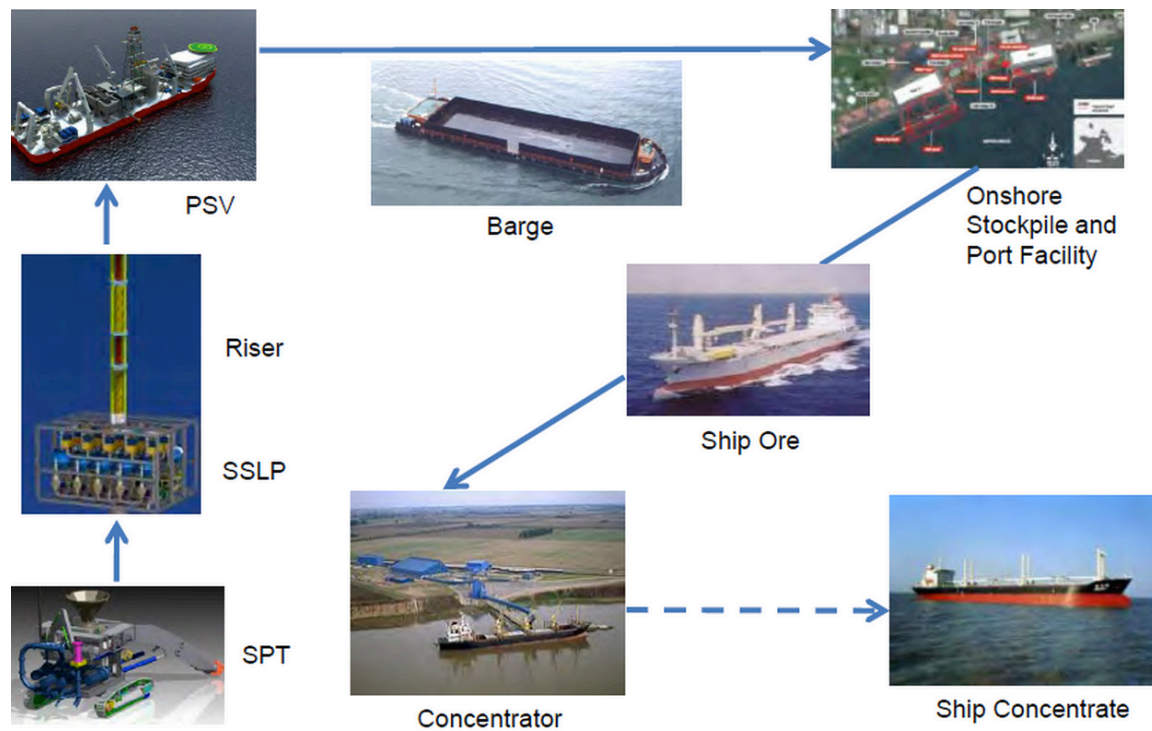 PSV
Barge
Onshore
Stockpile and
Port Facility
Riser
SSLP
Ship Ore
SPT
Concentrator
Ship Concentrate